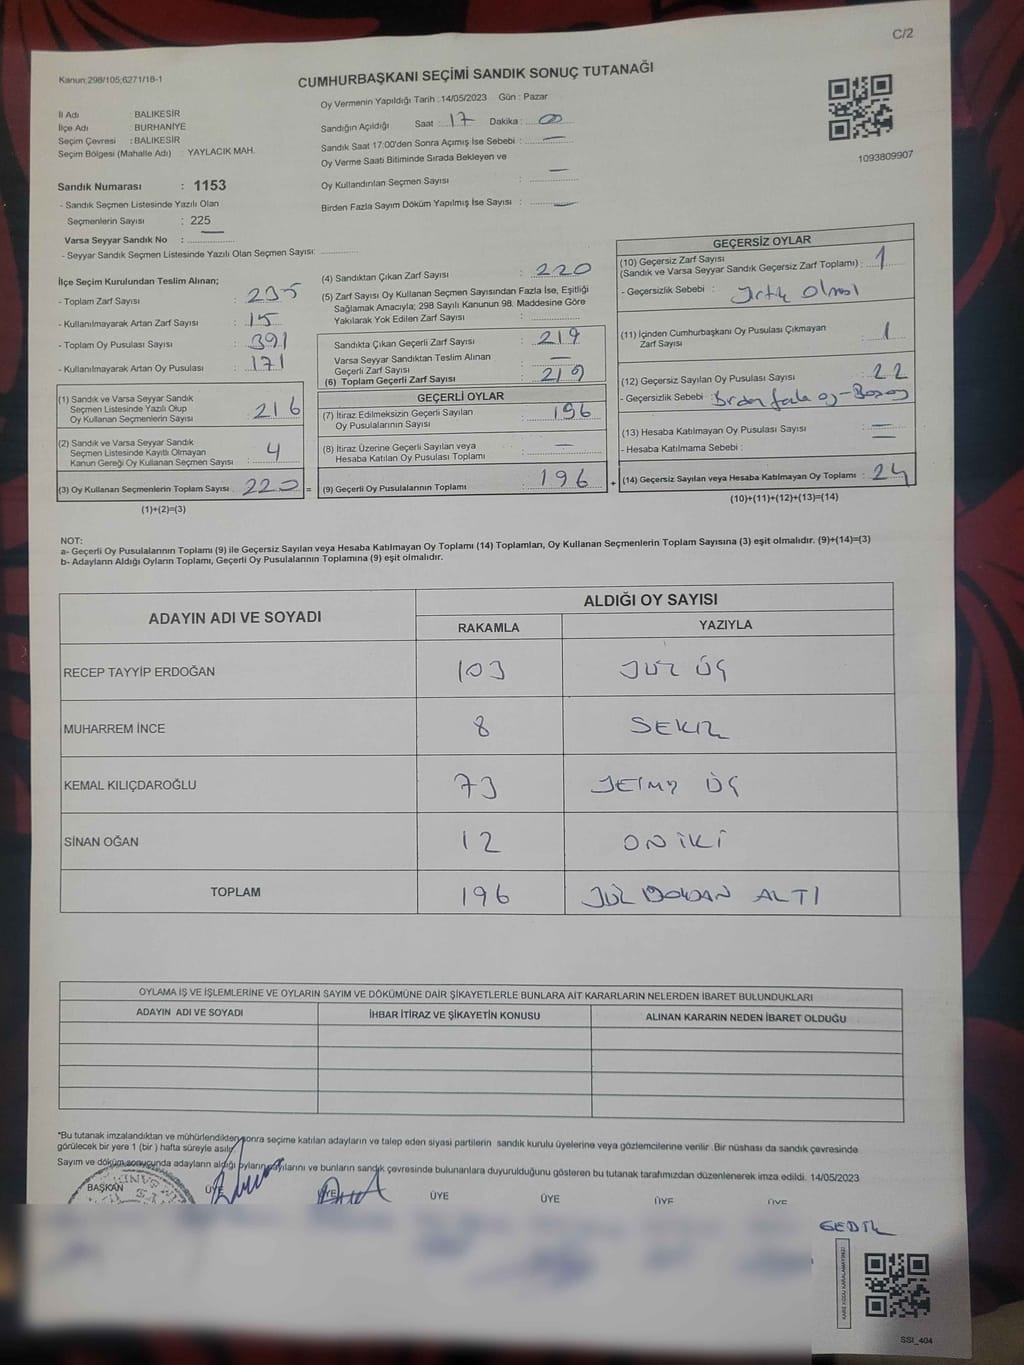 C/2
Kanun;298/105;6271/18-1
CUMHURBAŞKANI SEÇİMİ SANDIK SONUÇ TUTANAĞI
İl Adı : BALIKESİR
İlçe Adı : BURHANİYE
Seçim Çevresi : BALIKESİR
Seçim Bölgesi (Mahalle Adı) : YAYLACIK MAH.
Oy Vermenin Yapıldığı Tarih :14/05/2023 Gün : Pazar
Sandığın Açıldığı Saat : 17 Dakika : 00
Sandık Saat 17:00'den Sonra Açımış İse Sebebi : —
Oy Verme Saati Bitiminde Sırada Bekleyen ve
Oy Kullandırılan Seçmen Sayısı : —
Birden Fazla Sayım Döküm Yapılmış İse Sayısı : —
1093809907
Sandık Numarası : 1153
- Sandık Seçmen Listesinde Yazılı Olan
Seçmenlerin Sayısı : 225
Varsa Seyyar Sandık No : —
- Seyyar Sandık Seçmen Listesinde Yazılı Olan Seçmen Sayısı:
İlçe Seçim Kurulundan Teslim Alınan;
- Toplam Zarf Sayısı : 235
- Kullanılmayarak Artan Zarf Sayısı : 15
- Toplam Oy Pusulası Sayısı : 391
- Kullanılmayarak Artan Oy Pusulası : 171
(1) Sandık ve Varsa Seyyar Sandık
Seçmen Listesinde Yazılı Olup
Oy Kullanan Seçmenlerin Sayısı : 216
(2) Sandık ve Varsa Seyyar Sandık
Seçmen Listesinde Kayıtlı Olmayan
Kanun Gereği Oy Kullanan Seçmen Sayısı : 4
(3) Oy Kullanan Seçmenlerin Toplam Sayısı : 220 =
(1)+(2)=(3)
(4) Sandıktan Çıkan Zarf Sayısı : 220
(5) Zarf Sayısı Oy Kullanan Seçmen Sayısından Fazla İse, Eşitliği
Sağlamak Amacıyla; 298 Sayılı Kanunun 98. Maddesine Göre
Yakılarak Yok Edilen Zarf Sayısı :
Sandıkta Çıkan Geçerli Zarf Sayısı : 219
Varsa Seyyar Sandıktan Teslim Alınan
Geçerli Zarf Sayısı : —
(6) Toplam Geçerli Zarf Sayısı : 219
GEÇERLİ OYLAR
(7) İtiraz Edilmeksizin Geçerli Sayılan
Oy Pusulalarının Sayısı : 196
(8) İtiraz Üzerine Geçerli Sayılan veya
Hesaba Katılan Oy Pusulası Toplamı : —
(9) Geçerli Oy Pusulalarının Toplamı : 196 +
GEÇERSİZ OYLAR
(10) Geçersiz Zarf Sayısı
(Sandık ve Varsa Seyyar Sandık Geçersiz Zarf Toplamı) : 1
- Geçersizlik Sebebi : Yırtık Olması
(11) İçinden Cumhurbaşkanı Oy Pusulası Çıkmayan
Zarf Sayısı : 1
(12) Geçersiz Sayılan Oy Pusulası Sayısı : 22
- Geçersizlik Sebebi : birden fazla oy-
(13) Hesaba Katılmayan Oy Pusulası Sayısı : —
- Hesaba Katılmama Sebebi : —
(14) Geçersiz Sayılan veya Hesaba Katılmayan Oy Toplamı : 24
(10)+(11)+(12)+(13)=(14)
NOT:
a- Geçerli Oy Pusulalarının Toplamı (9) ile Geçersiz Sayılan veya Hesaba Katılmayan Oy Toplamı (14) Toplamları, Oy Kullanan Seçmenlerin Toplam Sayısına (3) eşit olmalıdır. (9)+(14)=(3)
b- Adayların Aldığı Oyların Toplamı, Geçerli Oy Pusulalarının Toplamına (9) eşit olmalıdır.
ADAYIN ADI VE SOYADI
ALDIĞI OY SAYISI
RAKAMLA YAZIYLA
RECEP TAYYİP ERDOĞAN 103 YÜZ ÜÇ
MUHARREM İNCE 8 SEKİZ
KEMAL KILIÇDAROĞLU 73 YETMİŞ ÜÇ
SİNAN OĞAN 12 ON İKİ
TOPLAM 196 YÜZ DOKSAN ALTI
OYLAMA İŞ VE İŞLEMLERİNE VE OYLARIN SAYIM VE DÖKÜMÜNE DAİR ŞİKAYETLERLE BUNLARA AİT KARARLARIN NELERDEN İBARET BULUNDUKLARI
ADAYIN ADI VE SOYADI İHBAR İTİRAZ VE ŞİKAYETİN KONUSU ALINAN KARARIN NEDEN İBARET OLDUĞU
*Bu tutanak imzalandıktan ve mühürlendikten sonra seçime katılan adayların ve talep eden siyasi partilerin sandık kurulu üyelerine veya gözlemcilerine verilir. Bir nüshası da sandık çevresinde
görülecek bir yere 1 (bir ) hafta süreyle asılır.
Sayım ve döküm sonucunda adayların aldığı oyların sayılarını ve bunların sandık çevresinde bulunanlara duyurulduğunu gösteren bu tutanak tarafımızdan düzenlenerek imza edildi. 14/05/2023
BAŞKAN ÜYE ÜYE ÜYE ÜYE ÜYE ÜYE
GEDİK
KARE KODU KARALAMAYINIZ!
SSI_404